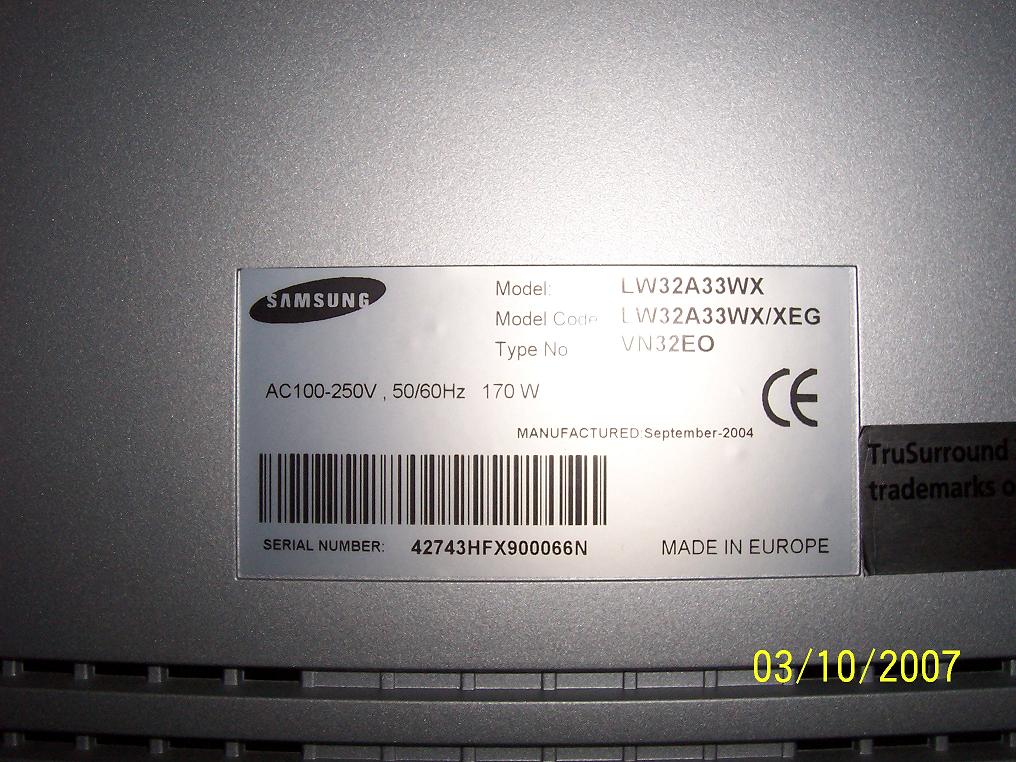 SAMSUNG
Model: LW32A33WX
Model Code LW32A33WX/XEG
Type No VN32EO
AC100-250V , 50/60Hz 170 W
CE
MANUFACTURED:September-2004
TruSurround
trademarks o
SERIAL NUMBER: 42743HFX900066N
MADE IN EUROPE
03/10/2007